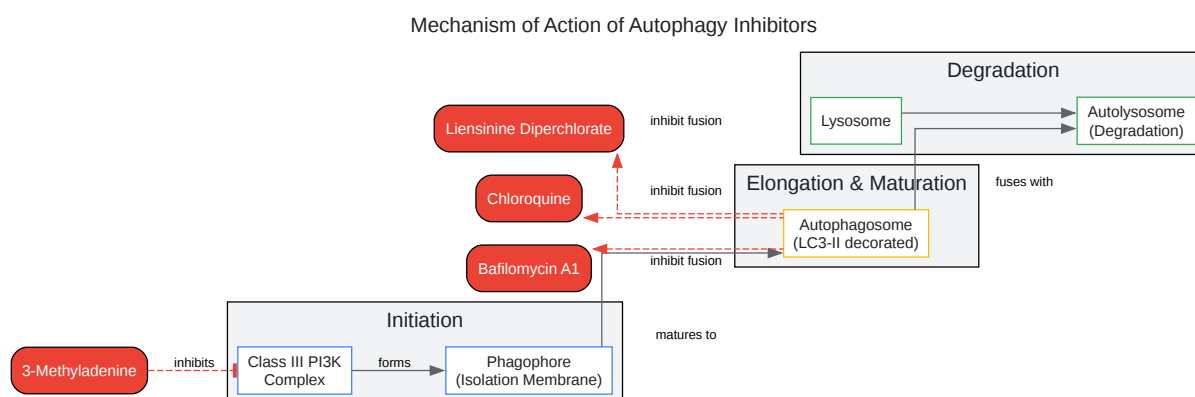 Mechanism of Action of Autophagy Inhibitors
Degradation
Lysosome
Autolysosome
(Degradation)
Liensinine Diperchlorate
inhibit fusion
Elongation & Maturation
fuses with
Chloroquine
inhibit fusion
Autophagosome
(LC3-II decorated)
Bafilomycin A1
inhibit fusion
Initiation
matures to
3-Methyladenine
inhibits
Class III PI3K
Complex
forms
Phagophore
(Isolation Membrane)